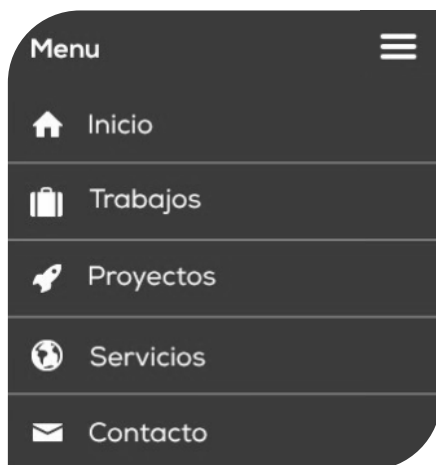 Menu
Inicio
Trabajos
Proyectos
Servicios
Contacto